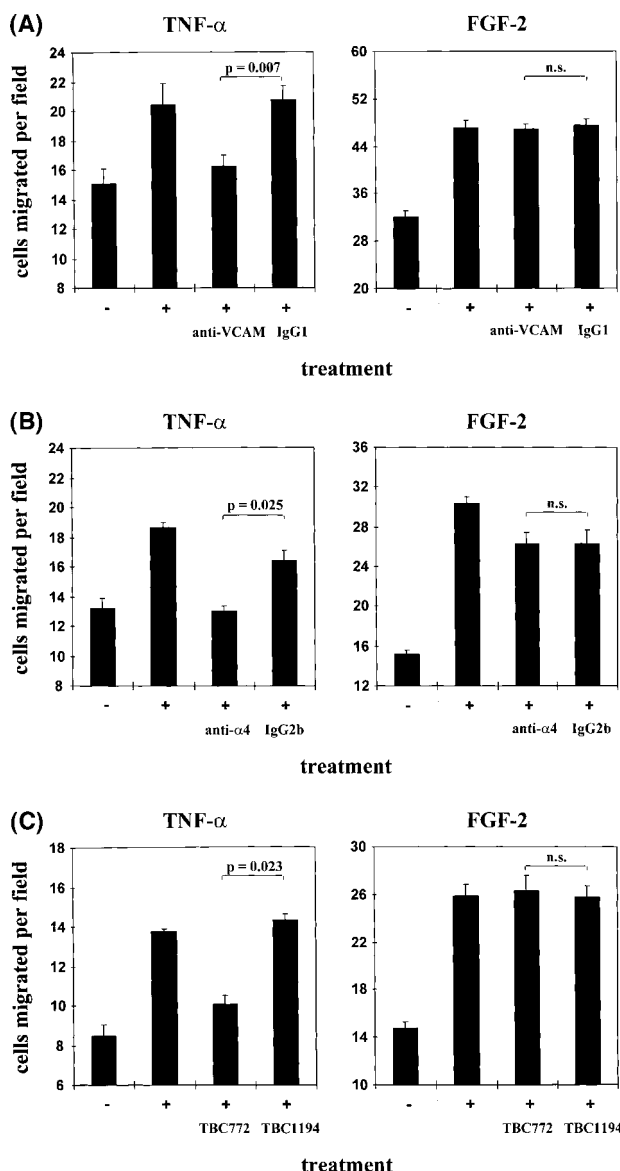 (A)
TNF-α
FGF-2
cells migrated per field
24
22
20
18
16
14
12
10
8
p = 0.007
- + + +
anti-VCAM IgG1
60
52
44
36
28
20
n.s.
- + + +
anti-VCAM IgG1
treatment
(B)
TNF-α
FGF-2
cells migrated per field
24
22
20
18
16
14
12
10
8
p = 0.025
- + + +
anti-α4 IgG2b
36
32
28
24
20
16
12
n.s.
- + + +
anti-α4 IgG2b
treatment
(C)
TNF-α
FGF-2
cells migrated per field
18
16
14
12
10
8
6
p = 0.023
- + + +
TBC772 TBC1194
30
26
22
18
14
10
n.s.
- + + +
TBC772 TBC1194
treatment